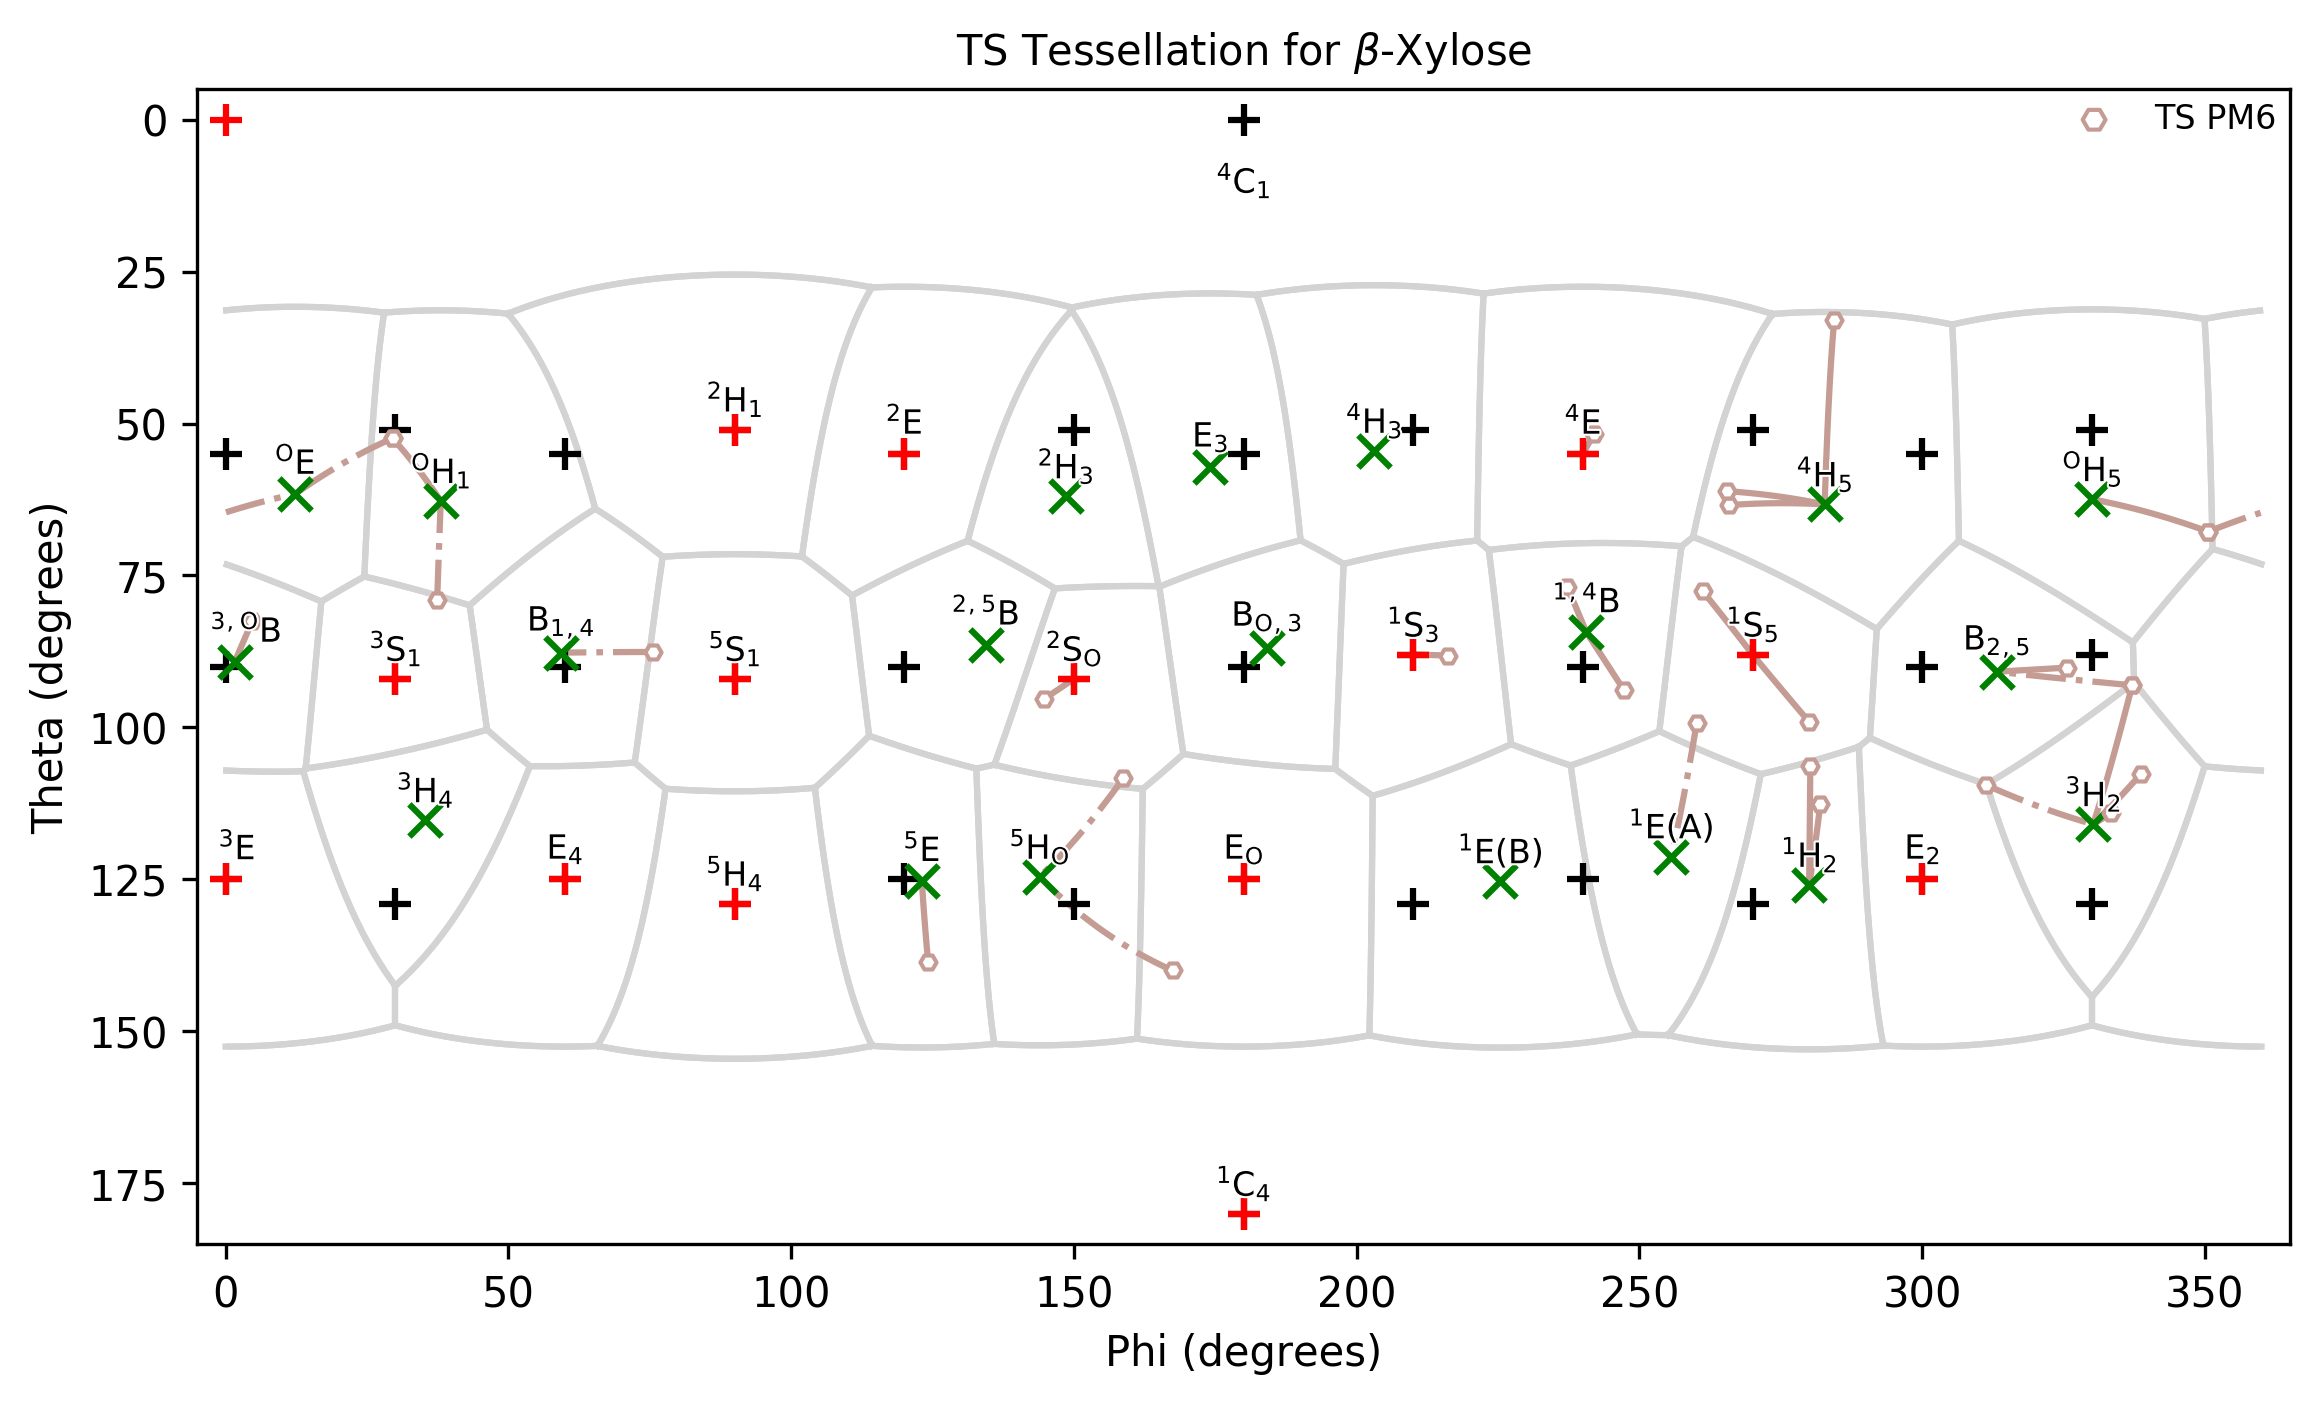 TS Tessellation for β-Xylose
TS PM6
0
25
50
75
100
125
150
175
Theta (degrees)
⁴C₁
²H₁
²E
⁴H₃
⁴E
E₃
ᴼE
ᴼH₁
²H₃
⁴H₅
ᴼH₅
³,ᴼB
³S₁
B₁,₄
⁵S₁
²,⁵B
²Sₒ
Bₒ,₃
¹S₃
¹,⁴B
¹S₅
B₂,₅
³H₄
³H₂
³E
E₄
⁵H₄
⁵E
⁵Hₒ
Eₒ
¹E(B)
¹E(A)
¹H₂
E₂
¹C₄
0
50
100
150
200
250
300
350
Phi (degrees)